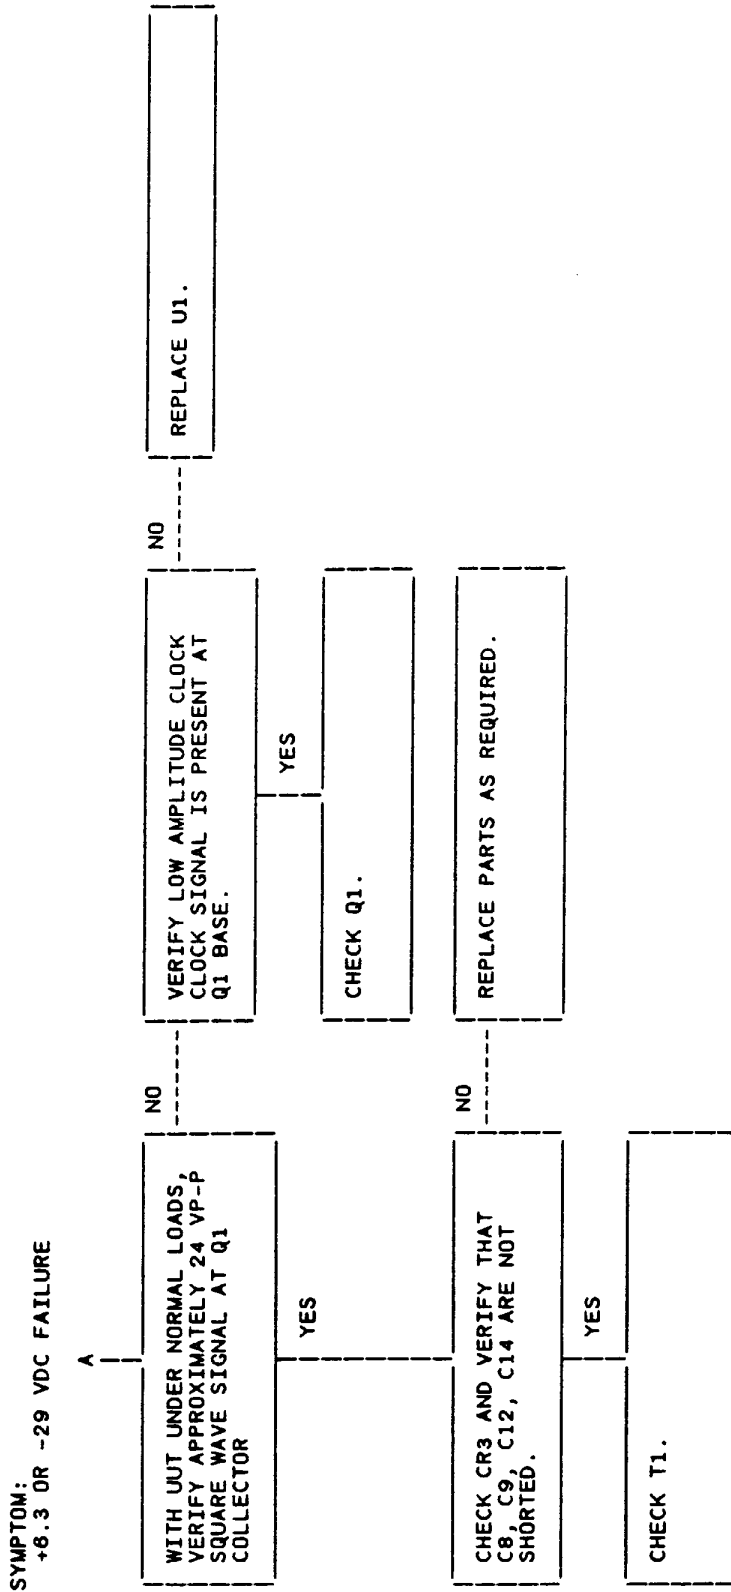 SYMPTOM:
+6.3 OR -29 VDC FAILURE
A
WITH UUT UNDER NORMAL LOADS,
VERIFY APPROXIMATELY 24 VP-P
SQUARE WAVE SIGNAL AT Q1
COLLECTOR
NO
VERIFY LOW AMPLITUDE CLOCK
CLOCK SIGNAL IS PRESENT AT
Q1 BASE.
NO
REPLACE U1.
YES
CHECK Q1.
YES
CHECK CR3 AND VERIFY THAT
C8, C9, C12, C14 ARE NOT
SHORTED.
NO
REPLACE PARTS AS REQUIRED.
YES
CHECK T1.